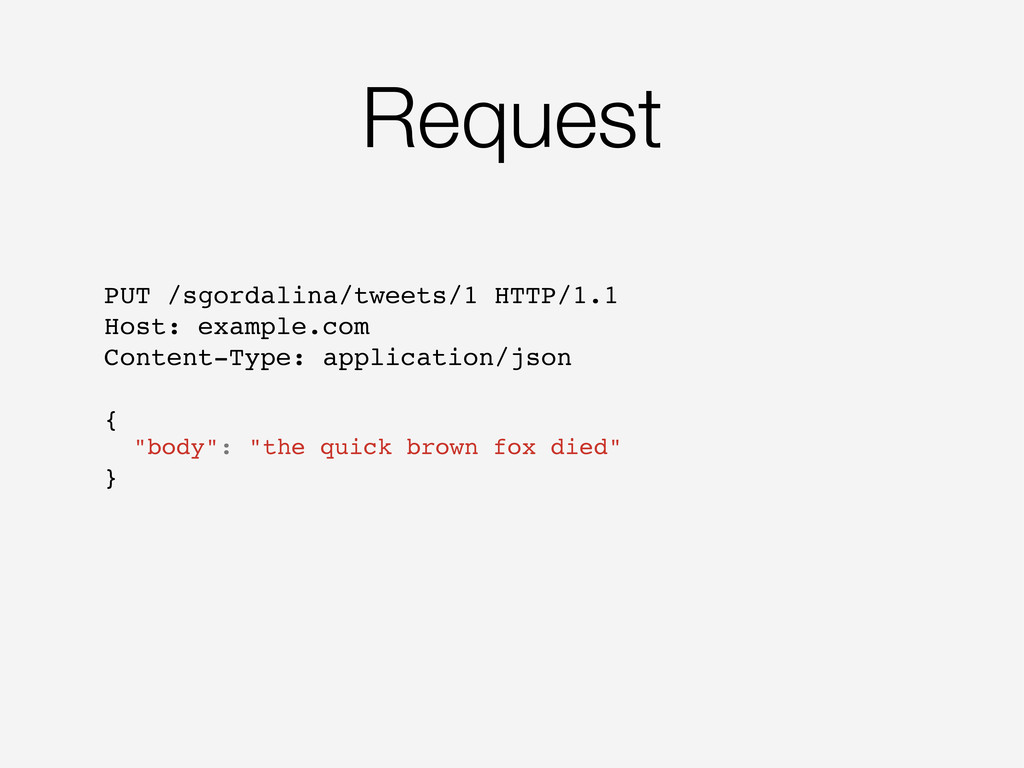 Request
PUT /sgordalina/tweets/1 HTTP/1.1
Host: example.com
Content-Type: application/json
{
"body": "the quick brown fox died"
}